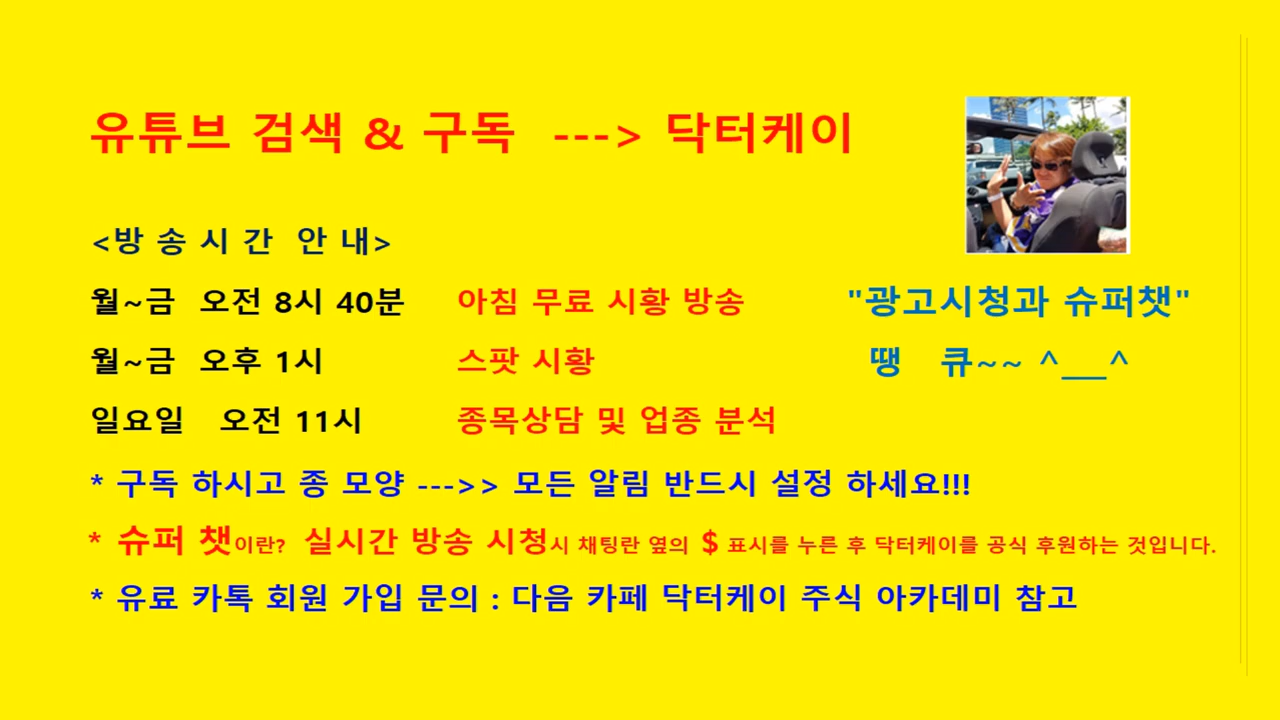 유튜브 검색 & 구독 ---> 닥터케이
<방 송 시 간 안 내>
월~금 오전 8시 40분 아침 무료 시황 방송 "광고시청과 슈퍼챗"
월~금 오후 1시 스팟 시황 땡 큐~~ ^__^
일요일 오전 11시 종목상담 및 업종 분석
* 구독 하시고 종 모양 --->> 모든 알림 반드시 설정 하세요!!!
* 슈퍼 챗이란? 실시간 방송 시청시 채팅란 옆의 $ 표시를 누른 후 닥터케이를 공식 후원하는 것입니다.
* 유료 카톡 회원 가입 문의 : 다음 카페 닥터케이 주식 아카데미 참고